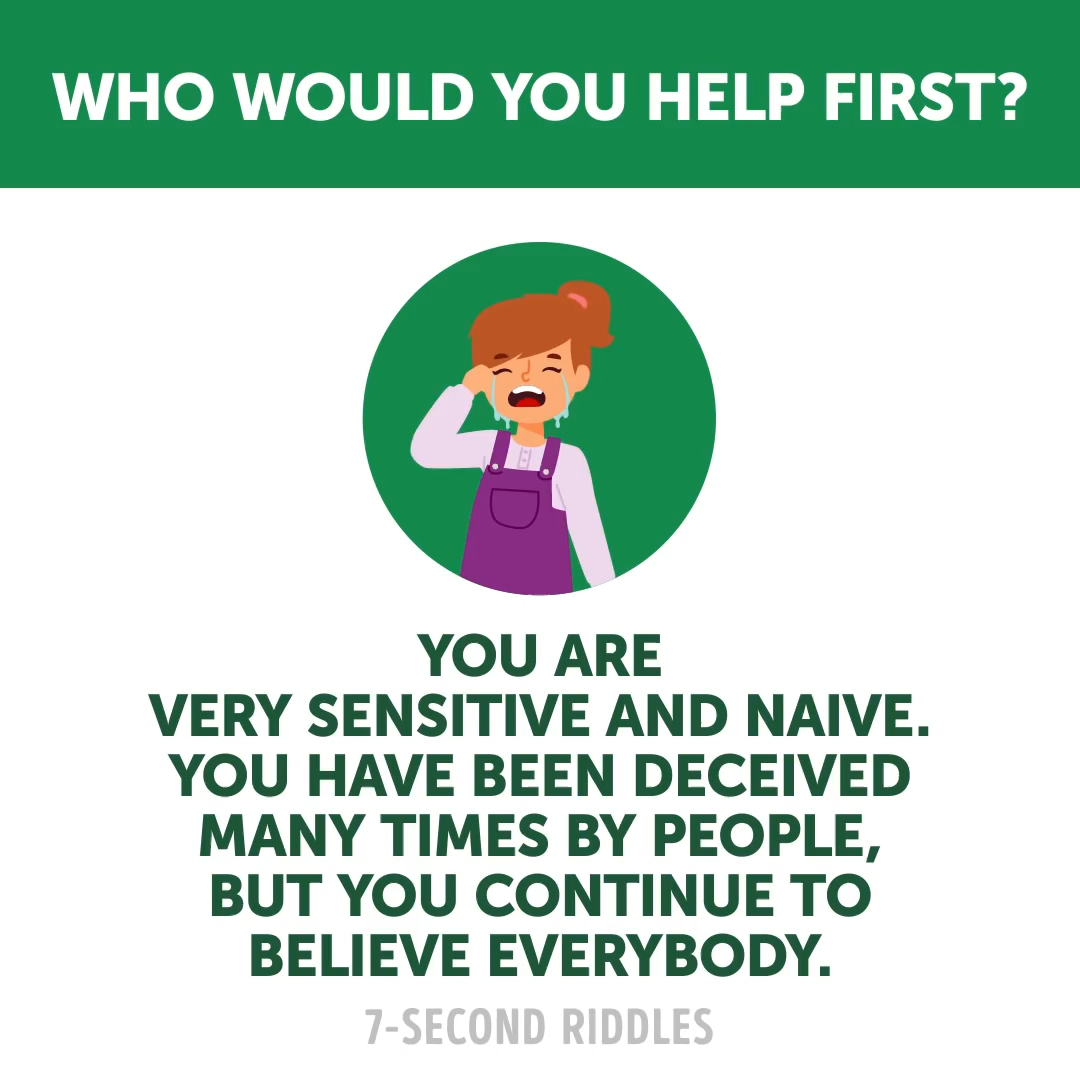 WHO WOULD YOU HELP FIRST?
YOU ARE
VERY SENSITIVE AND NAIVE.
YOU HAVE BEEN DECEIVED
MANY TIMES BY PEOPLE,
BUT YOU CONTINUE TO
BELIEVE EVERYBODY.
7-SECOND RIDDLES